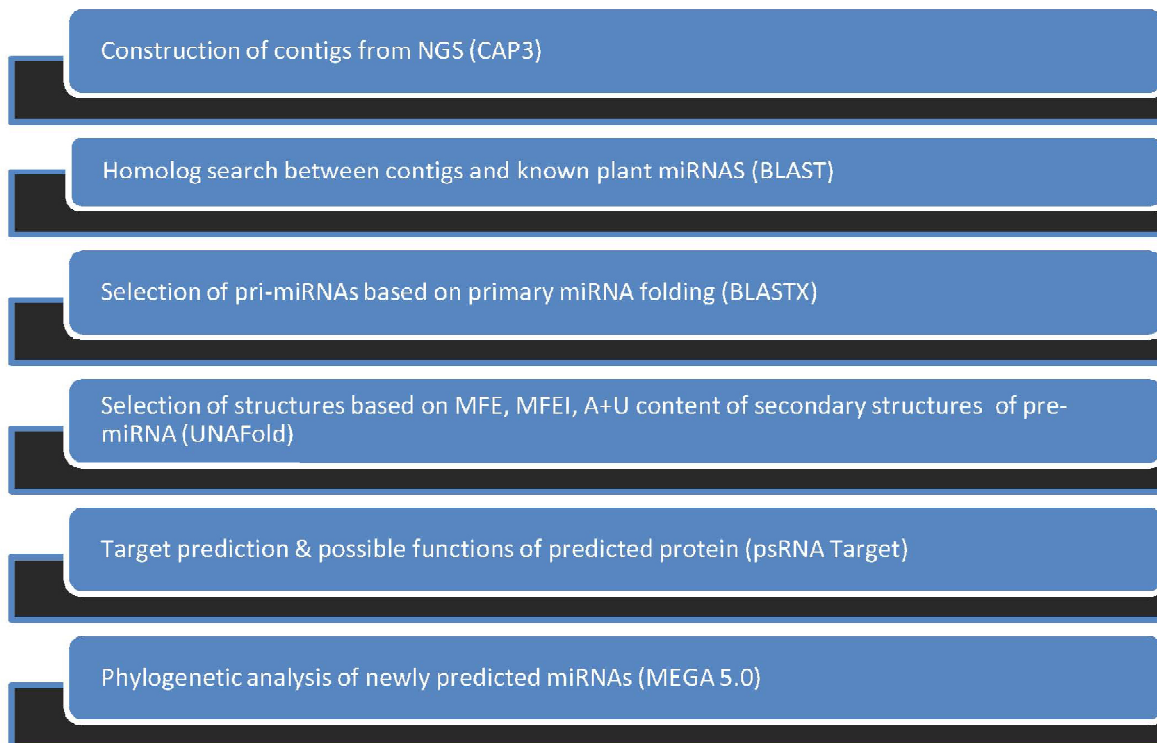 Construction of contigs from NGS (CAP3)
Homolog search between contigs and known plant miRNAS (BLAST)
Selection of pri-miRNAs based on primary miRNA folding (BLASTX)
Selection of structures based on MFE, MFEI, A+U content of secondary structures of pre-
miRNA (UNAFold)
Target prediction & possible functions of predicted protein (psRNA Target)
Phylogenetic analysis of newly predicted miRNAs (MEGA 5.0)